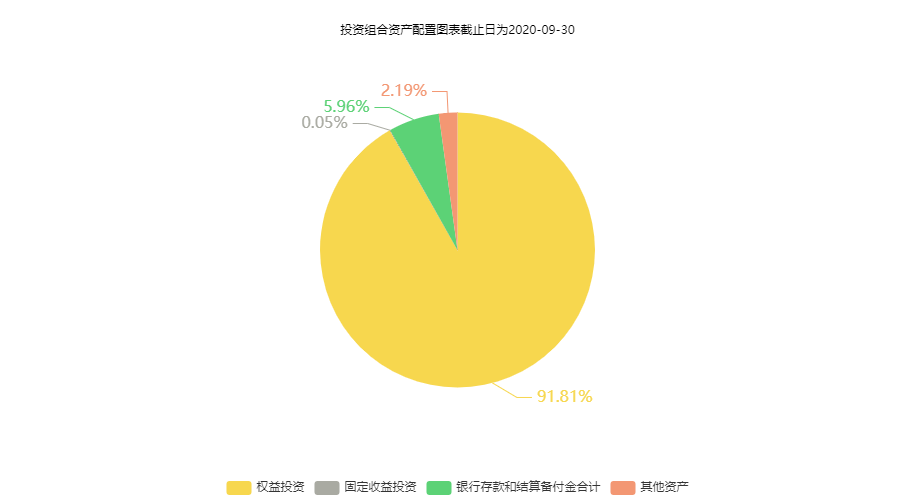 投资组合资产配置图表截止日为2020-09-30
2.19%
5.96%
0.05%
91.81%
权益投资 固定收益投资 银行存款和结算备付金合计 其他资产